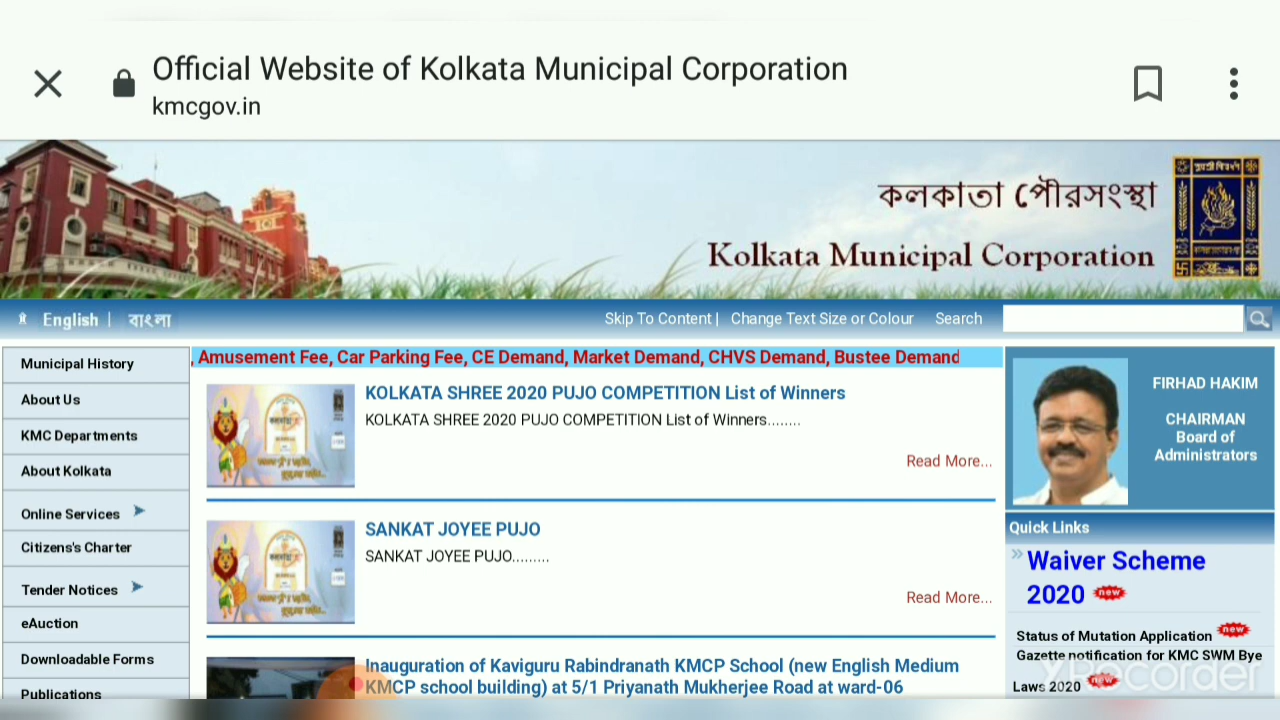 Official Website of Kolkata Municipal Corporation
kmcgov.in
কলকাতা পৌরসংস্থা
Kolkata Municipal Corporation
English | বাংলা
Skip To Content | Change Text Size or Colour Search
, Amusement Fee, Car Parking Fee, CE Demand, Market Demand, CHVS Demand, Bustee Demand
Municipal History
About Us
KMC Departments
About Kolkata
Online Services
Citizens's Charter
Tender Notices
eAuction
Downloadable Forms
Publications
KOLKATA SHREE 2020 PUJO COMPETITION List of Winners
KOLKATA SHREE 2020 PUJO COMPETITION List of Winners........
Read More...
SANKAT JOYEE PUJO
SANKAT JOYEE PUJO.........
Read More...
Inauguration of Kaviguru Rabindranath KMCP School (new English Medium
KMCP school building) at 5/1 Priyanath Mukherjee Road at ward-06
FIRHAD HAKIM
CHAIRMAN
Board of
Administrators
Quick Links
Waiver Scheme
2020 new
Status of Mutation Application new
Gazette notification for KMC SWM Bye
Laws 2020 new
XRecorder